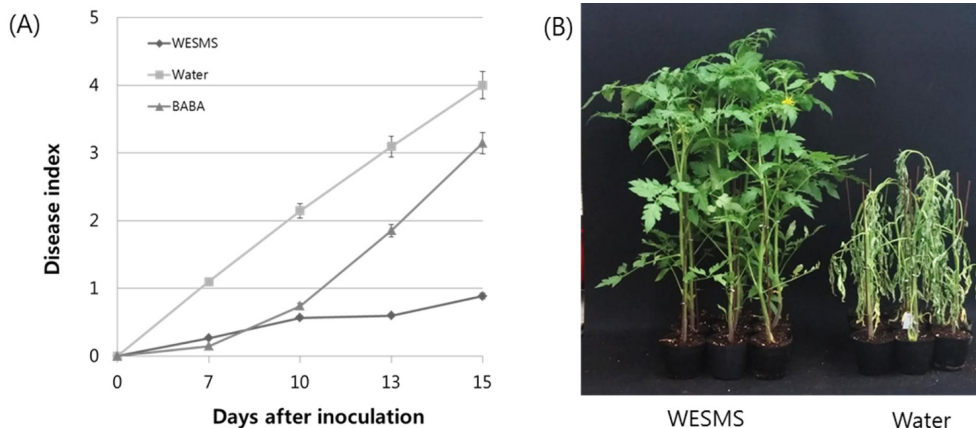 (A)
5
4
3
2
1
0
Disease index
WESMS
Water
BABA
0 7 10 13 15
Days after inoculation
(B)
WESMS Water